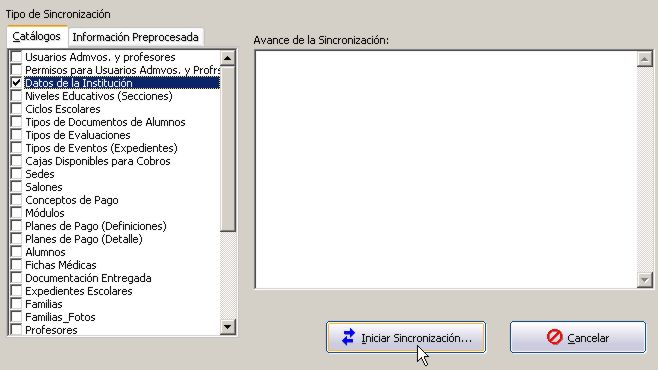 Tipo de Sincronización
Catálogos
Información Preprocesada
Usuarios Admvos. y profesores
Permisos para Usuarios Admvos. y Profrs
Datos de la Institución
Niveles Educativos (Secciones)
Ciclos Escolares
Tipos de Documentos de Alumnos
Tipos de Evaluaciones
Tipos de Eventos (Expedientes)
Cajas Disponibles para Cobros
Sedes
Salones
Conceptos de Pago
Módulos
Planes de Pago (Definiciones)
Planes de Pago (Detalle)
Alumnos
Fichas Médicas
Documentación Entregada
Expedientes Escolares
Familias
Familias_Fotos
Profesores
Avance de la Sincronización:
Iniciar Sincronización...
Cancelar